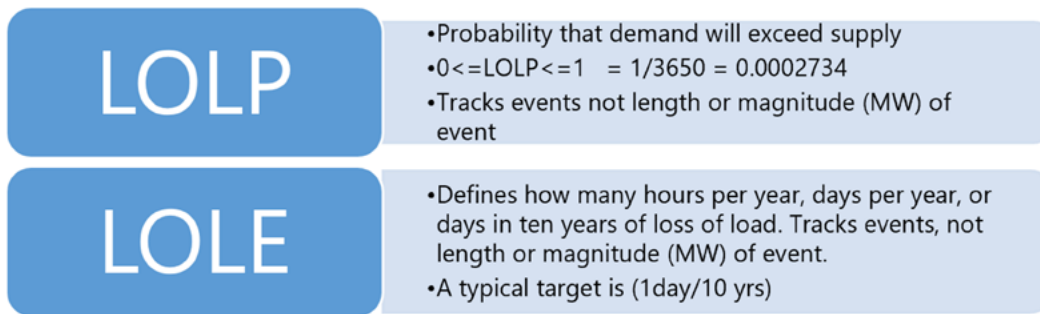 LOLP
•Probability that demand will exceed supply
•0<=LOLP<=1 = 1/3650 = 0.0002734
•Tracks events not length or magnitude (MW) of
event
LOLE
•Defines how many hours per year, days per year, or
days in ten years of loss of load. Tracks events, not
length or magnitude (MW) of event.
•A typical target is (1day/10 yrs)